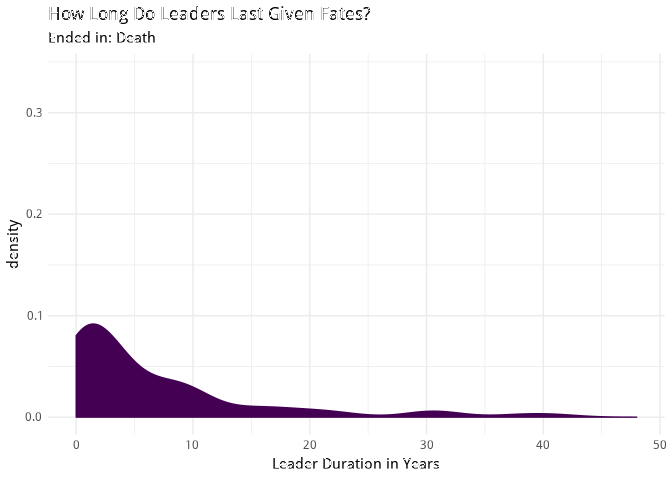 How Long Do Leaders Last Given Fates?
Ended in: Death
0.3
0.2
0.1
0.0
density
0 10 20 30 40 50
Leader Duration in Years